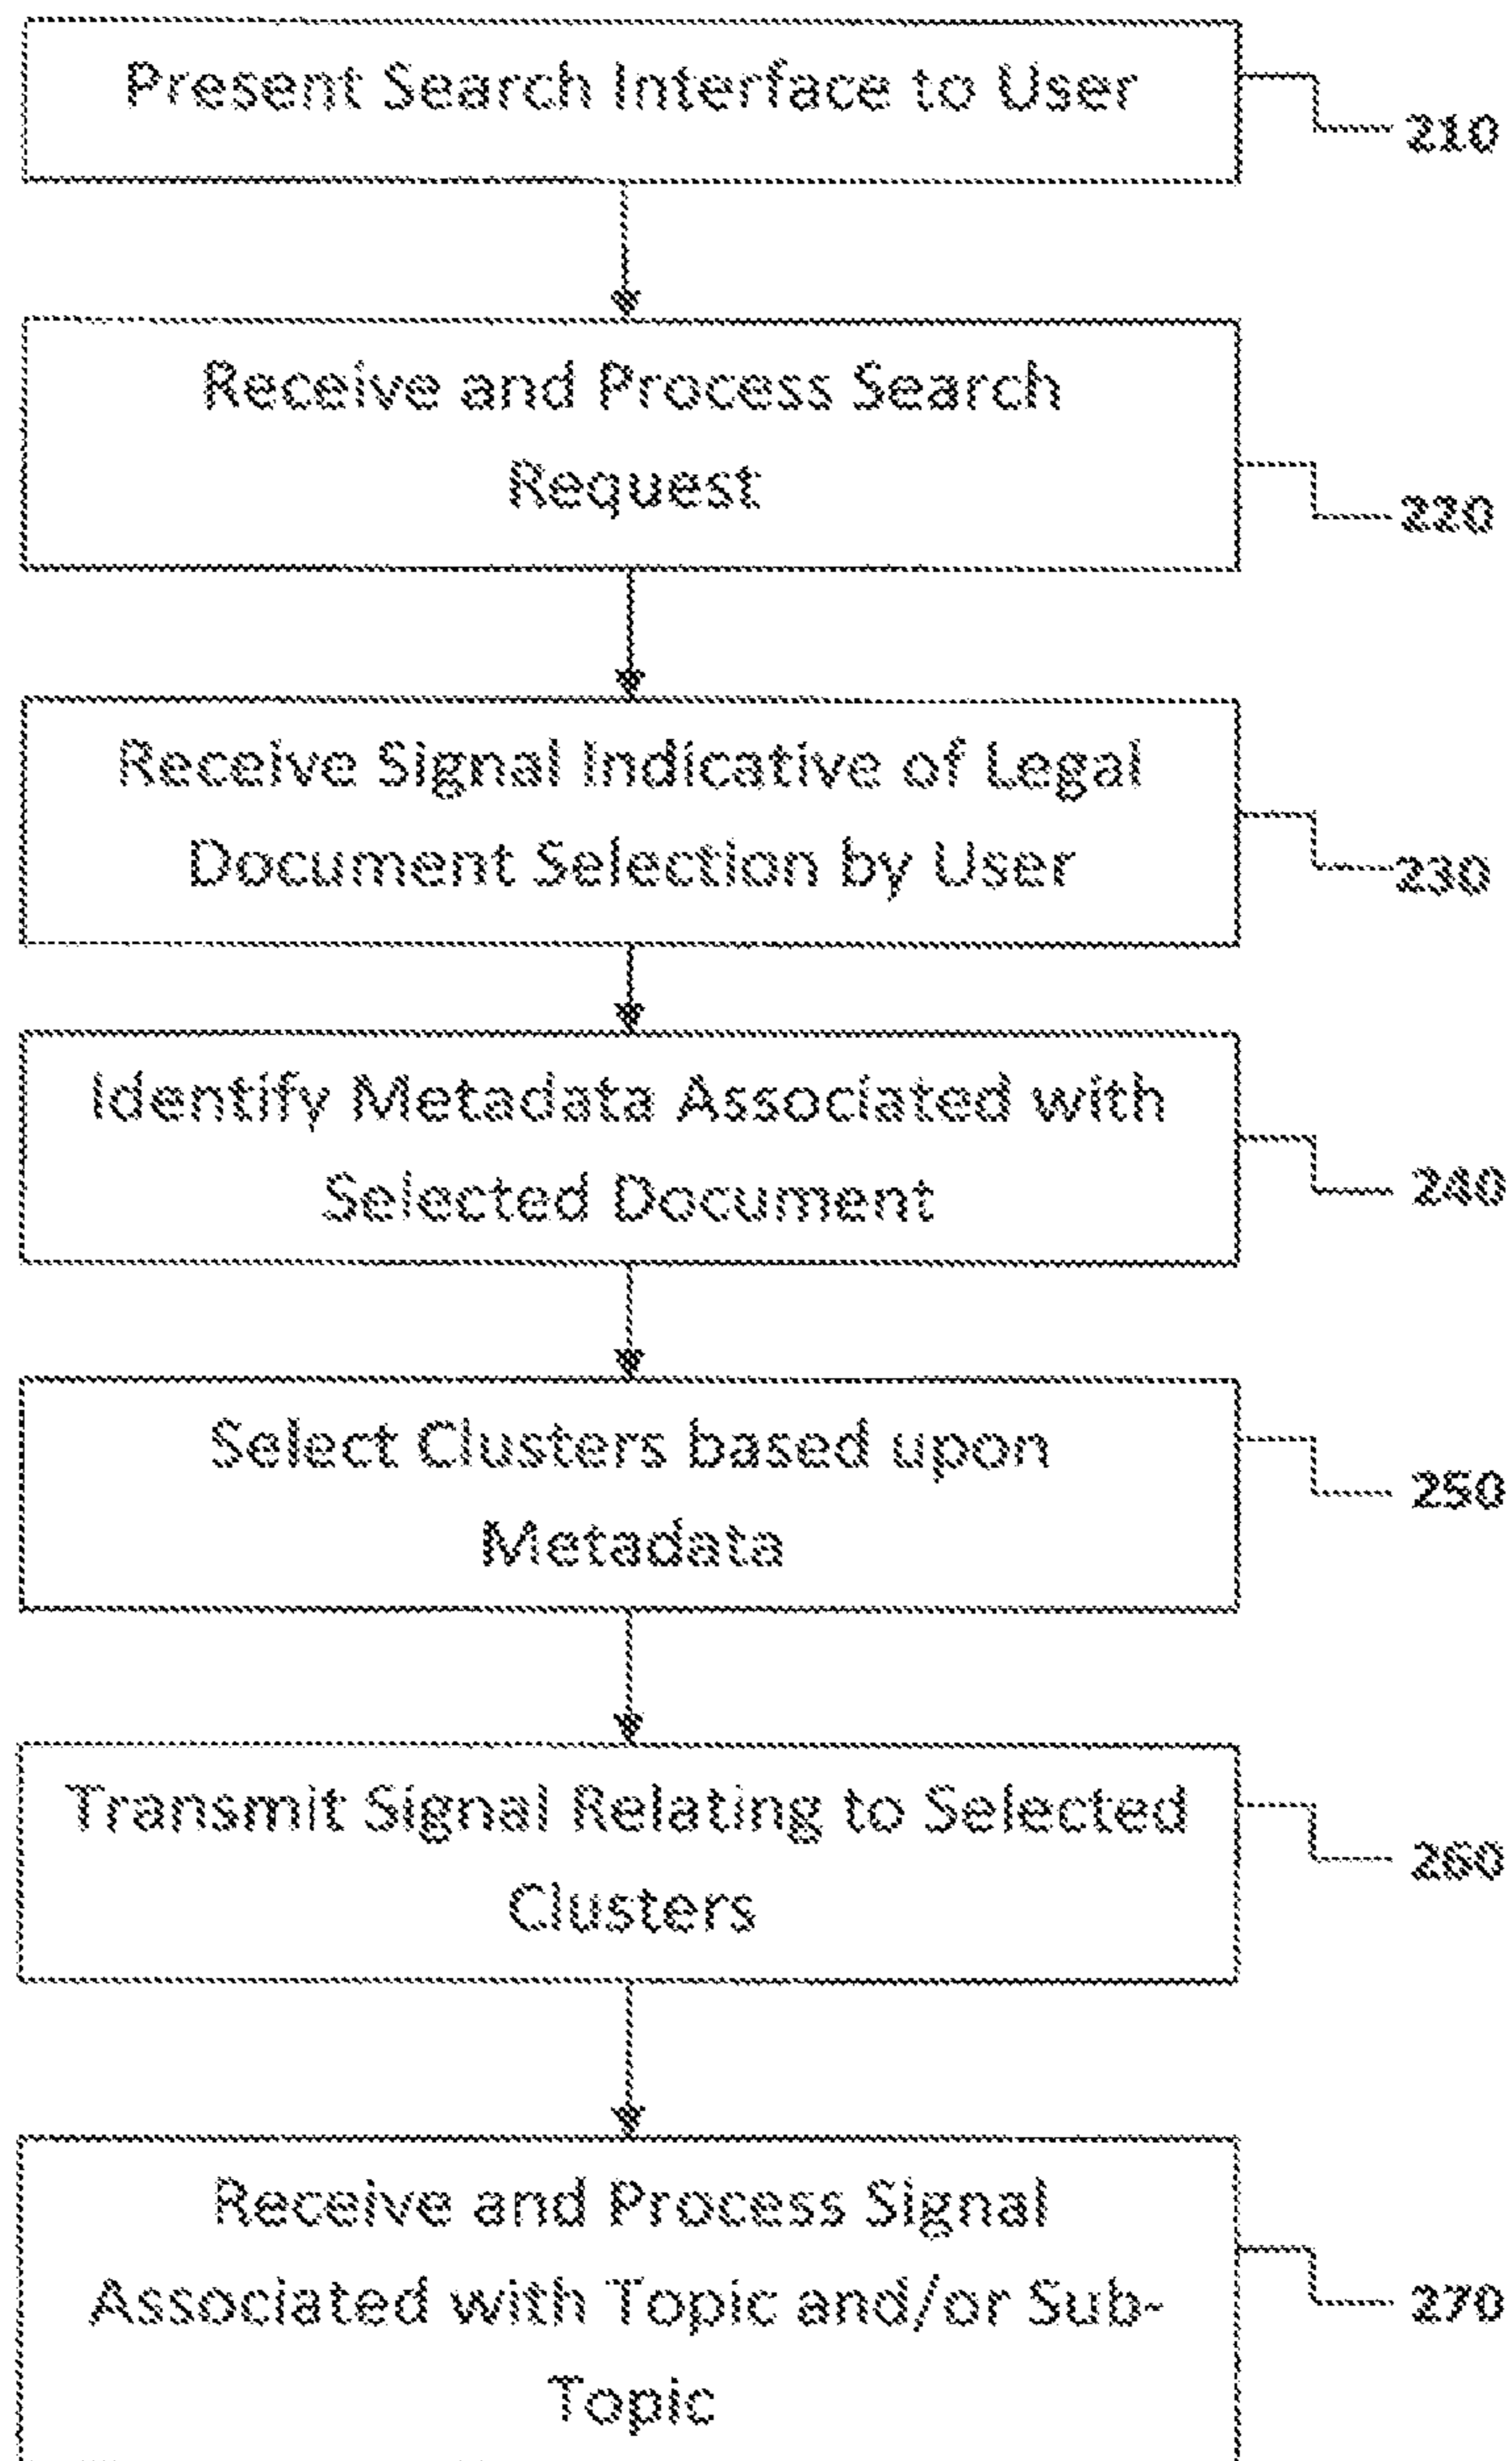 Present Search Interface to User
210
Receive and Process Search
Request
220
Receive Signal Indicative of Legal
Document Selection by User
230
Identify Metadata Associated with
Selected Document
240
Select Clusters based upon
Metadata
250
Transmit Signal Relating to Selected
Clusters
260
Receive and Process Signal
Associated with Topic and/or Sub-
Topic
270